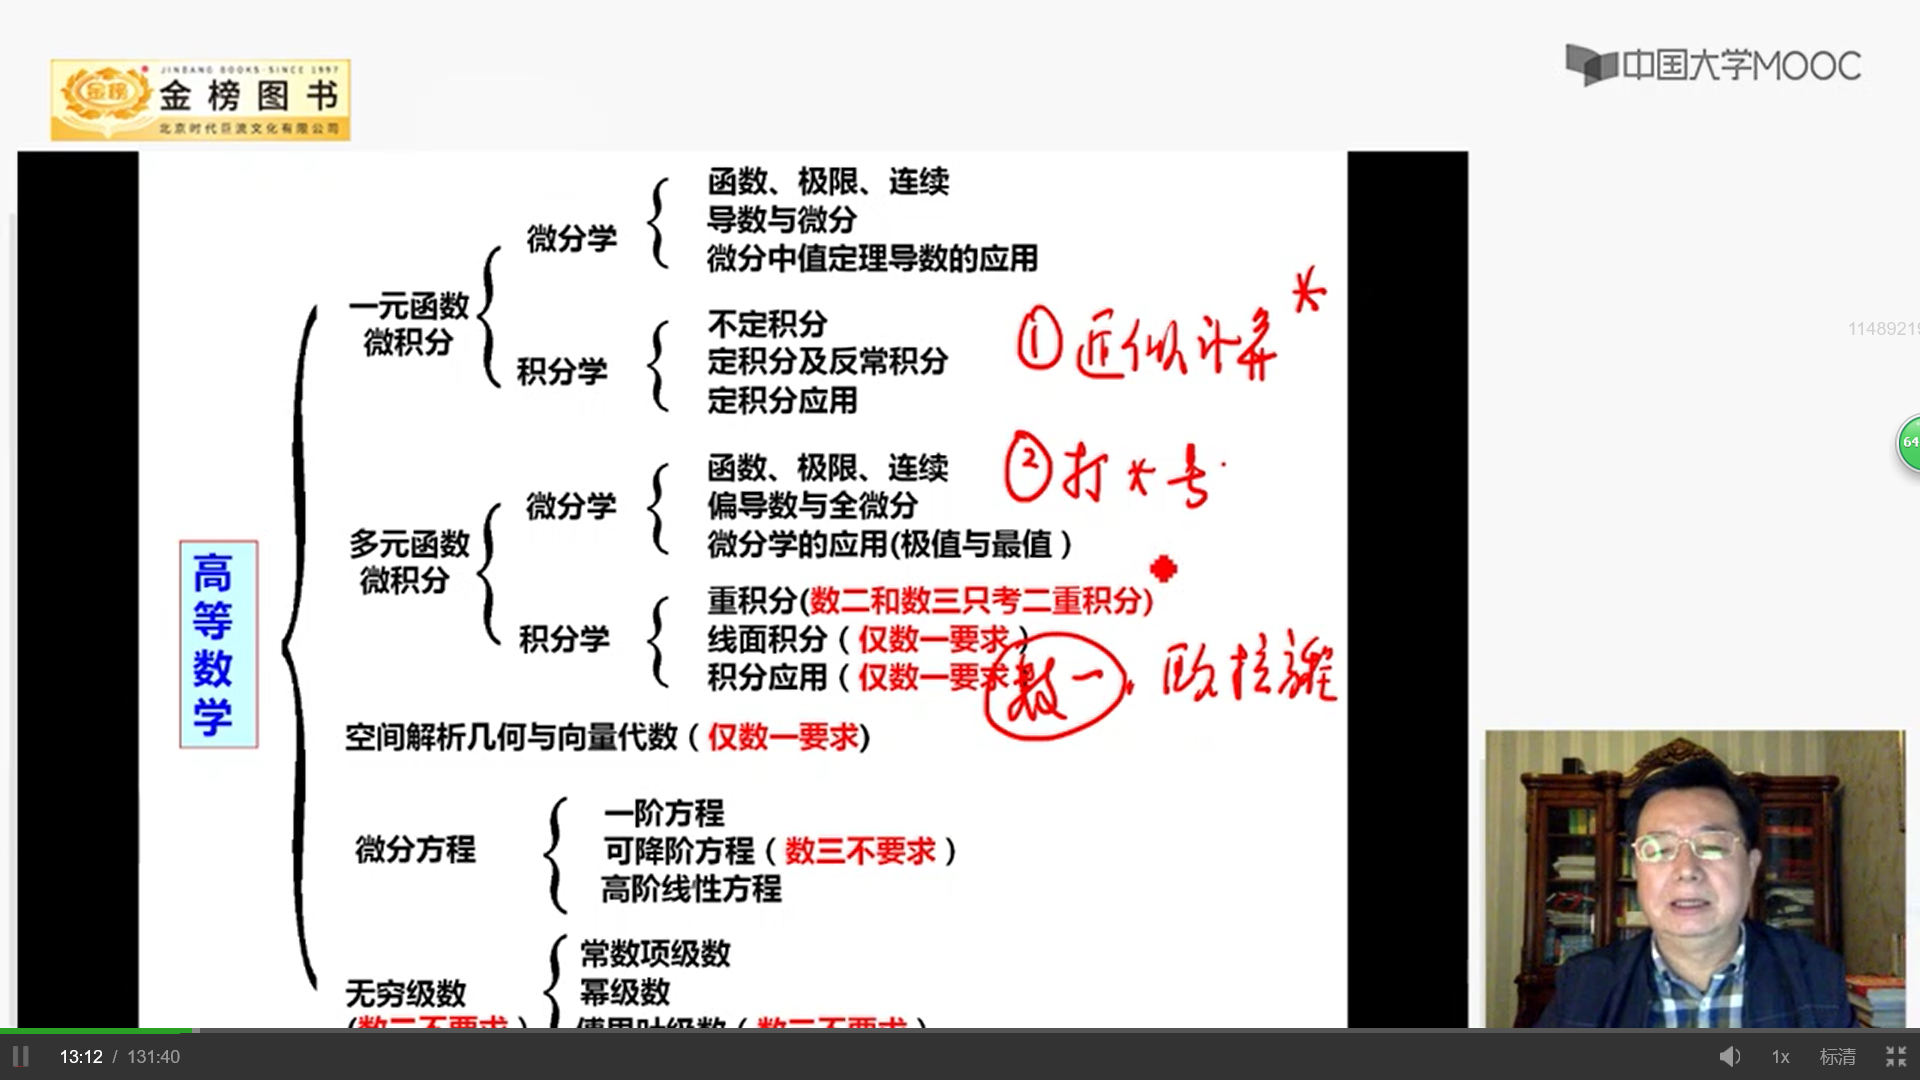 JINBANG BOOKS·SINCE 1997
金榜
金榜图书
北京时代巨流文化有限公司
中国大学MOOC
11489219
64
高等数学
一元函数
微积分
微分学
函数、极限、连续
导数与微分
微分中值定理导数的应用
积分学
不定积分
定积分及反常积分
定积分应用
①近似计算 *
②打*号
多元函数
微积分
微分学
函数、极限、连续
偏导数与全微分
微分学的应用(极值与最值）
积分学
重积分(数二和数三只考二重积分)
线面积分（仅数一要求）
积分应用（仅数一要求
数一. 欧拉
空间解析几何与向量代数（仅数一要求)
微分方程
一阶方程
可降阶方程（数三不要求）
高阶线性方程
无穷级数
(数二不要求）
常数项级数
幂级数
13:12 / 131:40
1x
标清